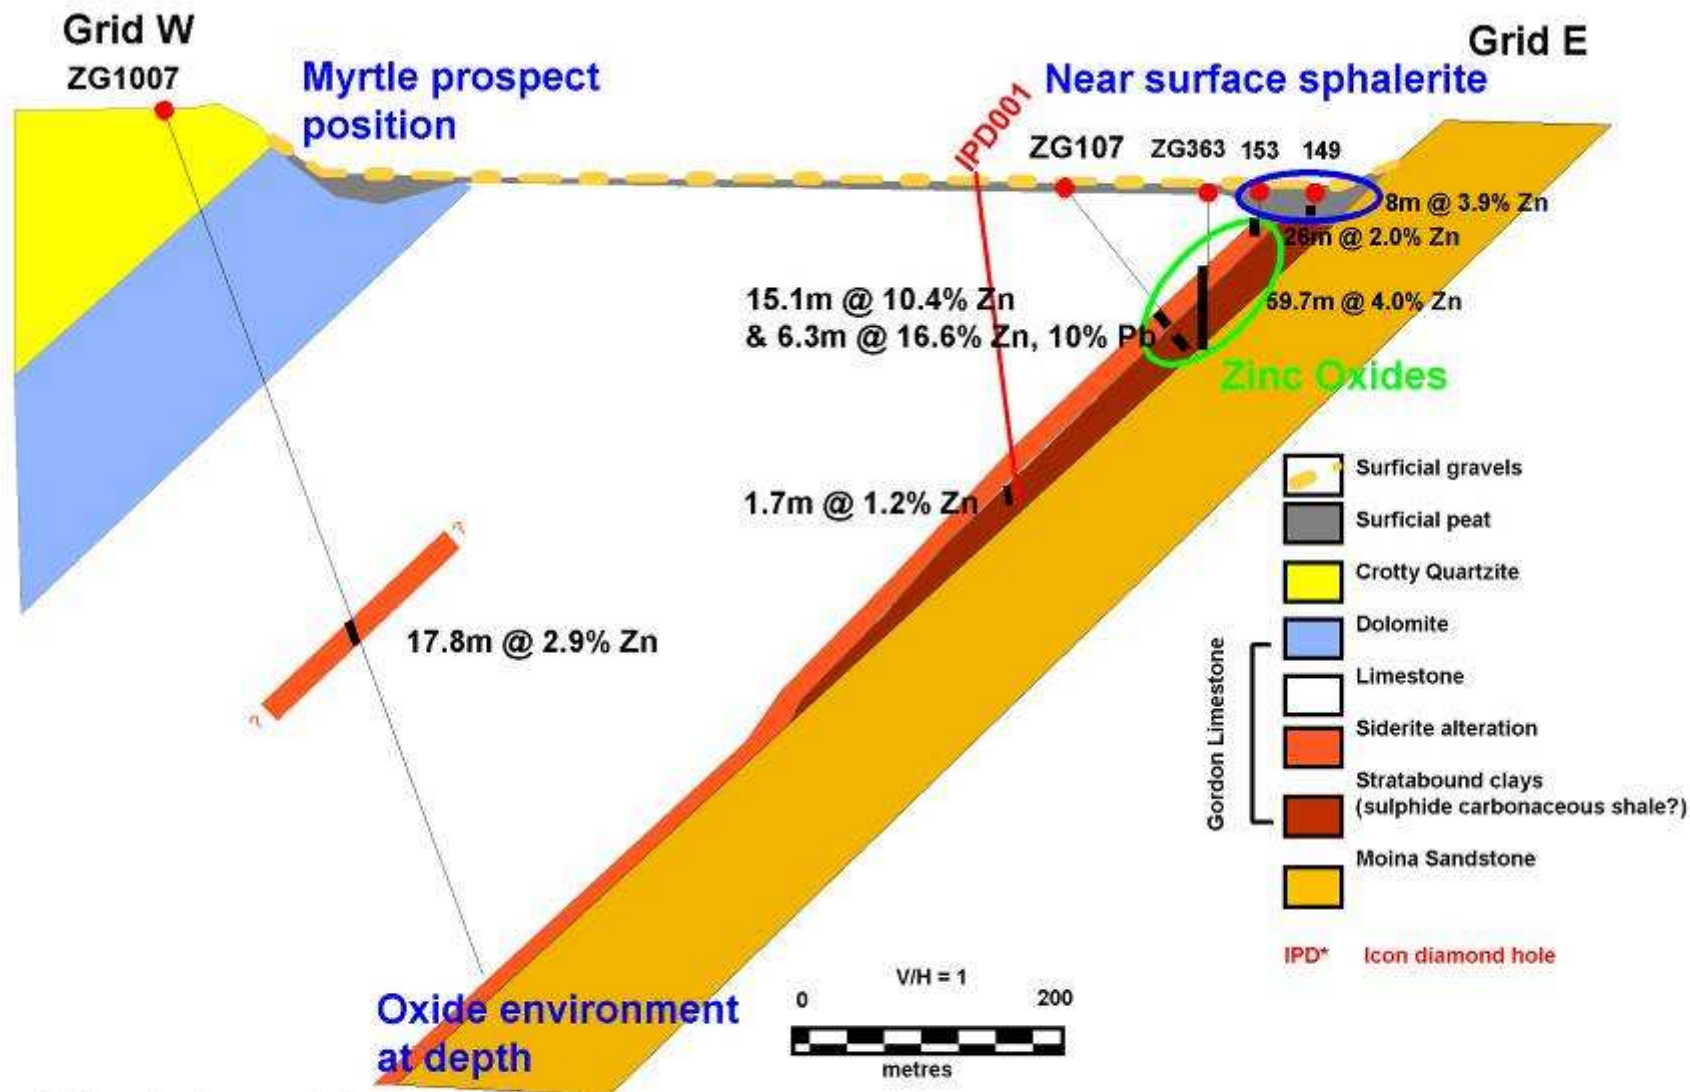 Grid W
Grid E
ZG1007
Myrtle prospect
position
IPD001
Near surface sphalerite
ZG107
ZG363
153
149
8m @ 3.9% Zn
26m @ 2.0% Zn
15.1m @ 10.4% Zn
& 6.3m @ 16.6% Zn, 10% Pb
59.7m @ 4.0% Zn
Zinc Oxides
1.7m @ 1.2% Zn
?
?
17.8m @ 2.9% Zn
Surficial gravels
Surficial peat
Crotty Quartzite
Dolomite
Limestone
Siderite alteration
Stratabound clays
(sulphide carbonaceous shale?)
Gordon Limestone
Moina Sandstone
IPD* Icon diamond hole
Oxide environment
at depth
V/H = 1
0 200
metres